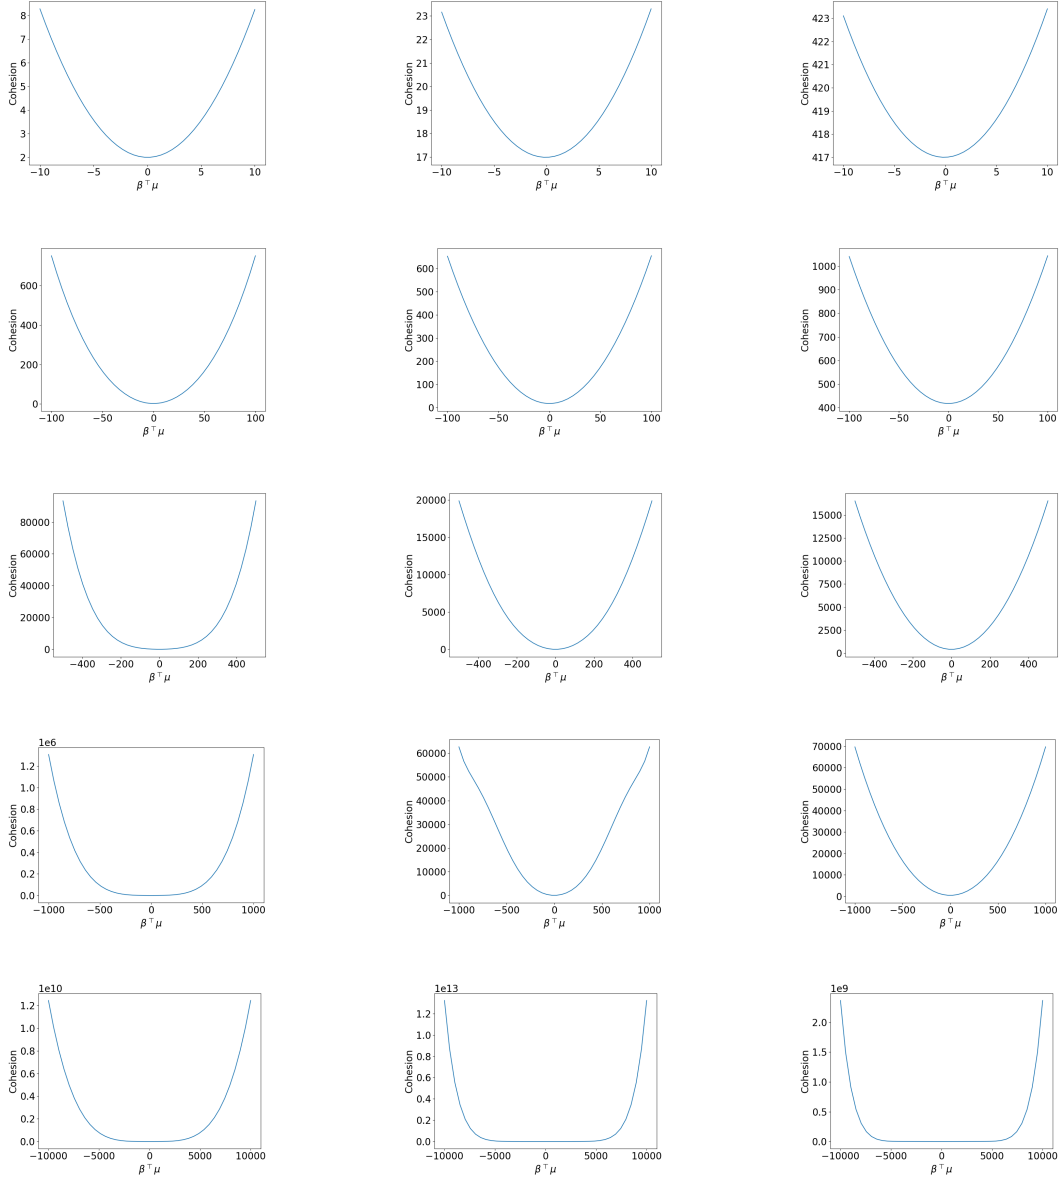 8
7
6
5
4
3
2
Cohesion
−10 −5 0 5 10
β⊤μ
23
22
21
20
19
18
17
Cohesion
−10 −5 0 5 10
β⊤μ
423
422
421
420
419
418
417
Cohesion
−10 −5 0 5 10
β⊤μ
600
400
200
0
Cohesion
−100 −50 0 50 100
β⊤μ
600
500
400
300
200
100
0
Cohesion
−100 −50 0 50 100
β⊤μ
1000
900
800
700
600
500
400
Cohesion
−100 −50 0 50 100
β⊤μ
80000
60000
40000
20000
0
Cohesion
−400 −200 0 200 400
β⊤μ
20000
15000
10000
5000
0
Cohesion
−400 −200 0 200 400
β⊤μ
15000
12500
10000
7500
5000
2500
0
Cohesion
−400 −200 0 200 400
β⊤μ
1e6
1.2
1.0
0.8
0.6
0.4
0.2
0.0
Cohesion
−1000 −500 0 500 1000
β⊤μ
60000
50000
40000
30000
20000
10000
0
Cohesion
−1000 −500 0 500 1000
β⊤μ
70000
60000
50000
40000
30000
20000
10000
0
Cohesion
−1000 −500 0 500 1000
β⊤μ
1e10
1.2
1.0
0.8
0.6
0.4
0.2
0.0
Cohesion
−10000 −5000 0 5000 10000
β⊤μ
1e13
1.2
1.0
0.8
0.6
0.4
0.2
0.0
Cohesion
−10000 −5000 0 5000 10000
β⊤μ
1e9
2.0
1.5
1.0
0.5
0.0
Cohesion
−10000 −5000 0 5000 10000
β⊤μ